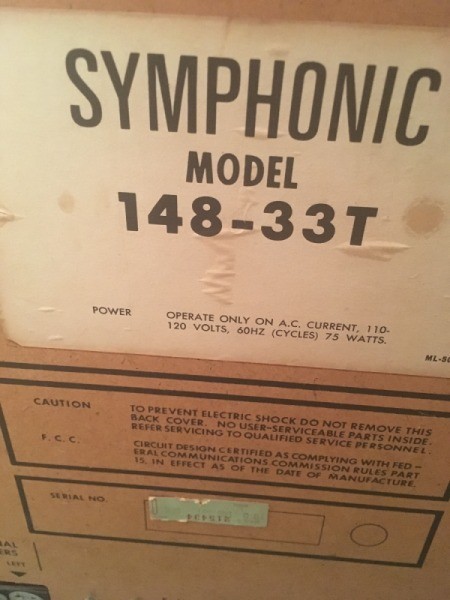 SYMPHONIC
MODEL
148-33T
POWER
OPERATE ONLY ON A.C. CURRENT, 110-
120 VOLTS, 60HZ (CYCLES) 75 WATTS.
CAUTION
TO PREVENT ELECTRIC SHOCK DO NOT REMOVE THIS
BACK COVER. NO USER-SERVICEABLE PARTS INSIDE.
REFER SERVICING TO QUALIFIED SERVICE PERSONNEL.
F.C.C.
CIRCUIT DESIGN CERTIFIED AS COMPLYING WITH FED-
ERAL COMMUNICATIONS COMMISSION RULES PART
15, IN EFFECT AS OF THE DATE OF MANUFACTURE.
SERIAL NO.
LEFT